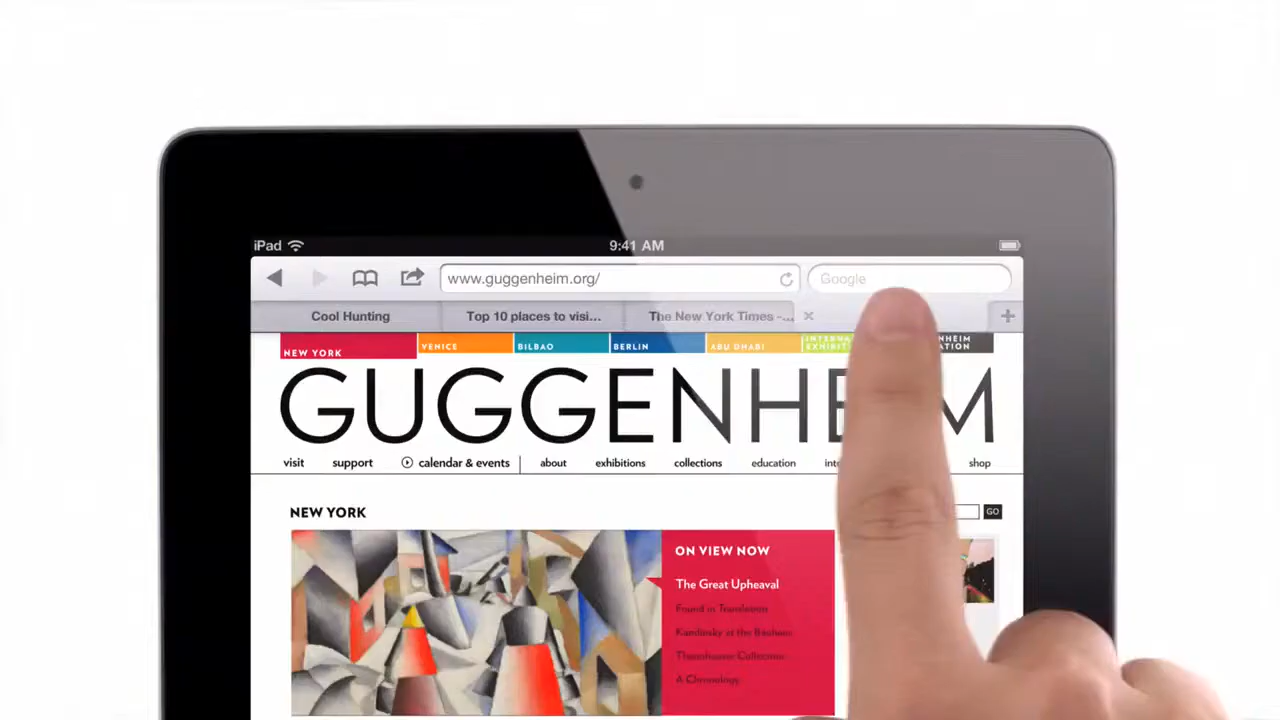 iPad 9:41 AM
www.guggenheim.org/ Google
Cool Hunting Top 10 places to visi... The New York Times -...
NEW YORK VENICE BILBAO BERLIN ABU DHABI
GUGGENHEIM
visit support calendar & events about exhibitions collections education shop
NEW YORK
GO
ON VIEW NOW
The Great Upheaval
Found in Translation
Kandinsky at the Bauhaus
Thannhauser Collection
A Chronology